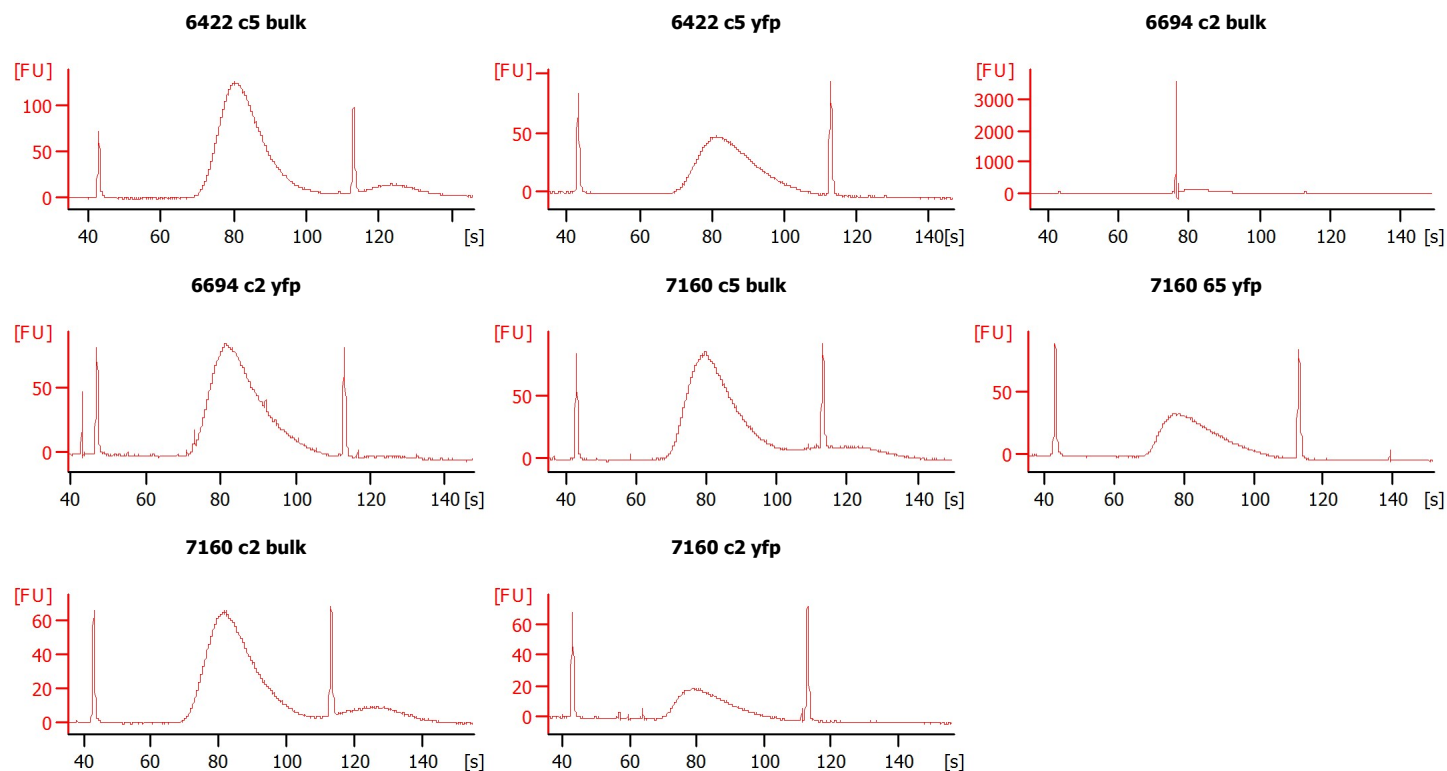 6422 c5 bulk
[FU]
100
50
0
40 60 80 100 120 [s]
6422 c5 yfp
[FU]
50
0
40 60 80 100 120 140[s]
6694 c2 bulk
[FU]
3000
2000
1000
0
40 60 80 100 120 140 [s]
6694 c2 yfp
[FU]
50
0
40 60 80 100 120 140 [s]
7160 c5 bulk
[FU]
50
0
40 60 80 100 120 140 [s]
7160 65 yfp
[FU]
50
0
40 60 80 100 120 140 [s]
7160 c2 bulk
[FU]
60
40
20
0
40 60 80 100 120 140 [s]
7160 c2 yfp
[FU]
60
40
20
0
40 60 80 100 120 140 [s]